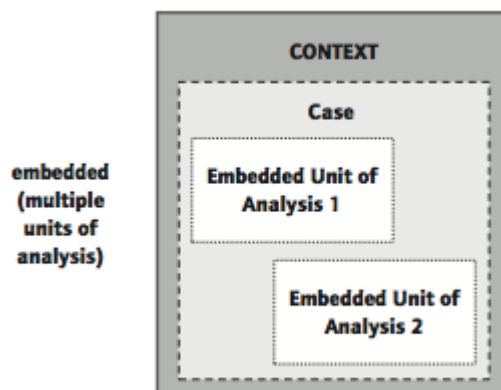 CONTEXT
Case
embedded
(multiple
units of
analysis)
Embedded Unit of
Analysis 1
Embedded Unit of
Analysis 2